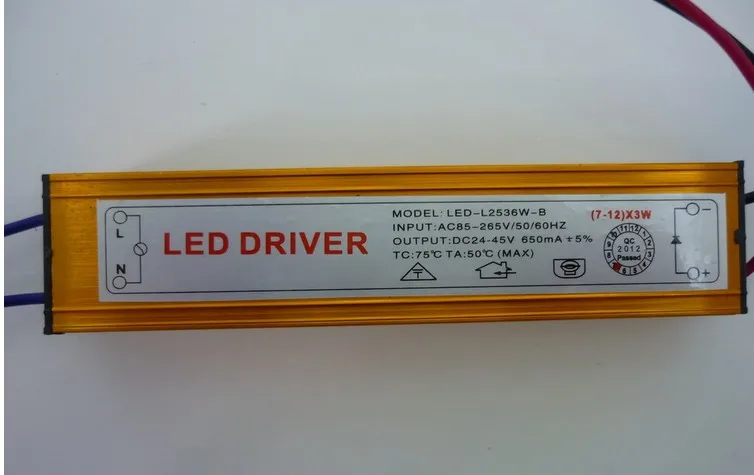 L
N
LED DRIVER
MODEL: LED-L2536W-B
(7-12)X3W
INPUT:AC85-265V/50/60HZ
OUTPUT:DC24-45V 650mA ±5%
TC:75℃ TA:50℃ (MAX)
QC
2012
Passed
-
+